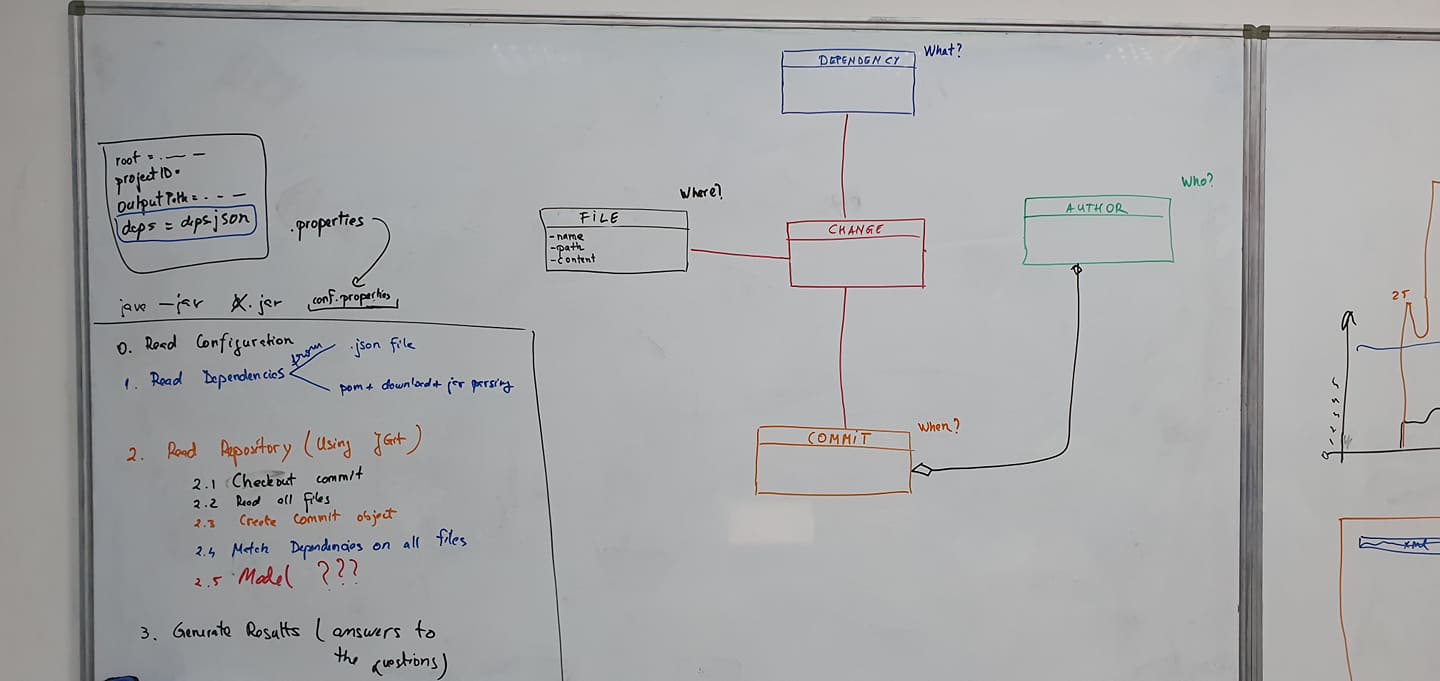 root = . — —
projectID.
OutputPath = . - —
deps = deps.json
.properties
java -jar X.jar conf.properties
0. Read Configuration
1. Read Dependencies from .json file
pom + download + jar parsing
2. Read Repository (Using JGit)
2.1 Checkout commit
2.2 Read all files
2.3 Create Commit object
2.4 Match Dependencies on all files
2.5 Model ???
3. Generate Results (answers to
the questions)
DEPENDENCY
What?
Where?
FILE
-name
-path
-content
CHANGE
Who?
AUTHOR
When?
COMMIT
25
xml